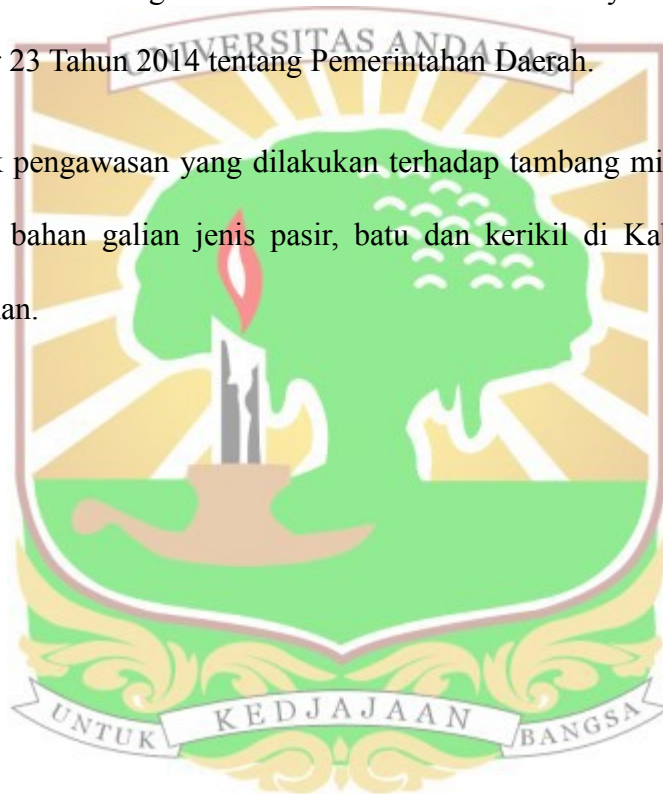 UNIVERSITAS ANDALAS
23 Tahun 2014 tentang Pemerintahan Daerah.
pengawasan yang dilakukan terhadap tambang mi
bahan galian jenis pasir, batu dan kerikil di Kab
an.
UNTUK KEDJAJAAN BANGSA